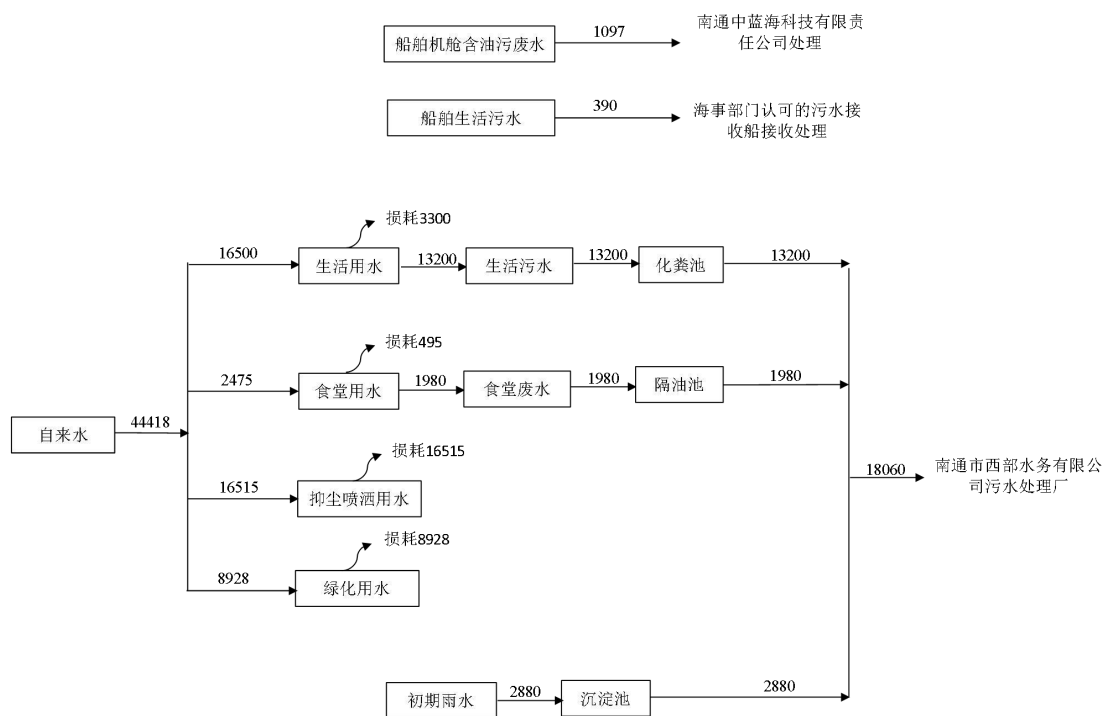 船舶机舱含油污废水
1097
南通中蓝海科技有限责
任公司处理
船舶生活污水
390
海事部门认可的污水接
收船接收处理
损耗3300
16500
生活用水
13200
生活污水
13200
化粪池
13200
损耗495
2475
食堂用水
1980
食堂废水
1980
隔油池
1980
自来水
44418
损耗16515
16515
抑尘喷洒用水
18060
南通市西部水务有限公
司污水处理厂
损耗8928
8928
绿化用水
初期雨水
2880
沉淀池
2880